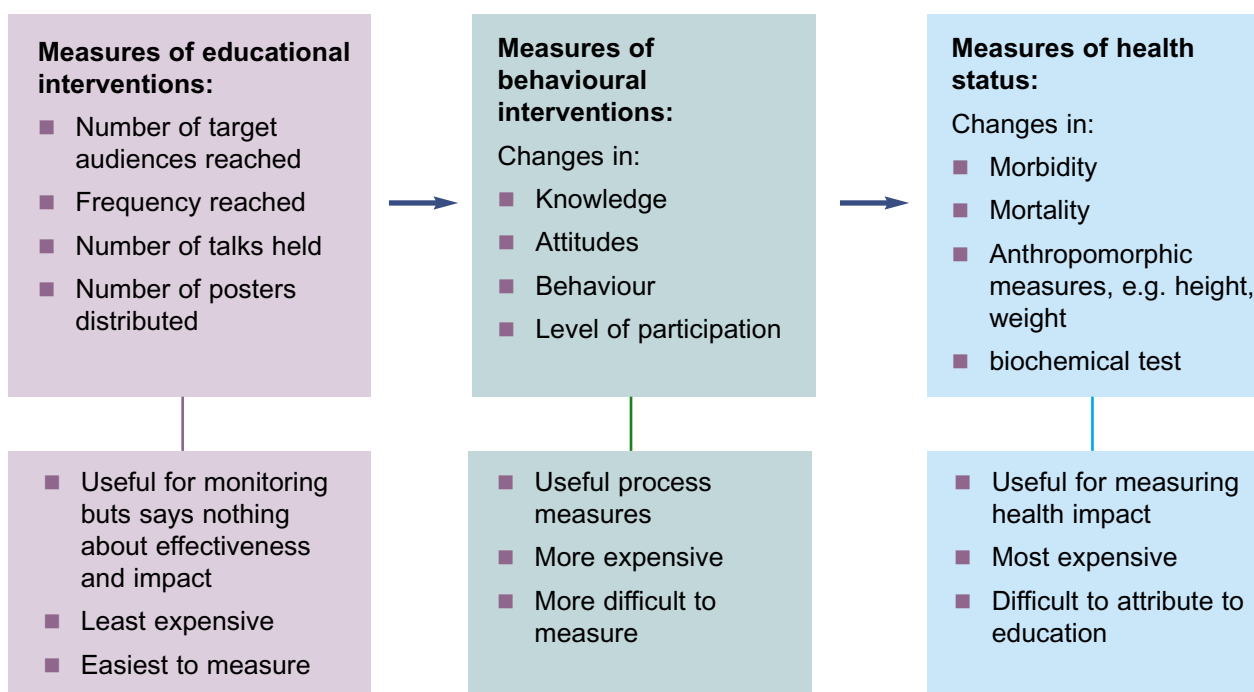 Measures of educational
interventions:
Number of target
audiences reached
Frequency reached
Number of talks held
Number of posters
distributed
Measures of
behavioural
interventions:
Changes in:
Knowledge
Attitudes
Behaviour
Level of participation
Measures of health
status:
Changes in:
Morbidity
Mortality
Anthropomorphic
measures, e.g. height,
weight
biochemical test
Useful for monitoring
buts says nothing
about effectiveness
and impact
Least expensive
Easiest to measure
Useful process
measures
More expensive
More difficult to
measure
Useful for measuring
health impact
Most expensive
Difficult to attribute to
education